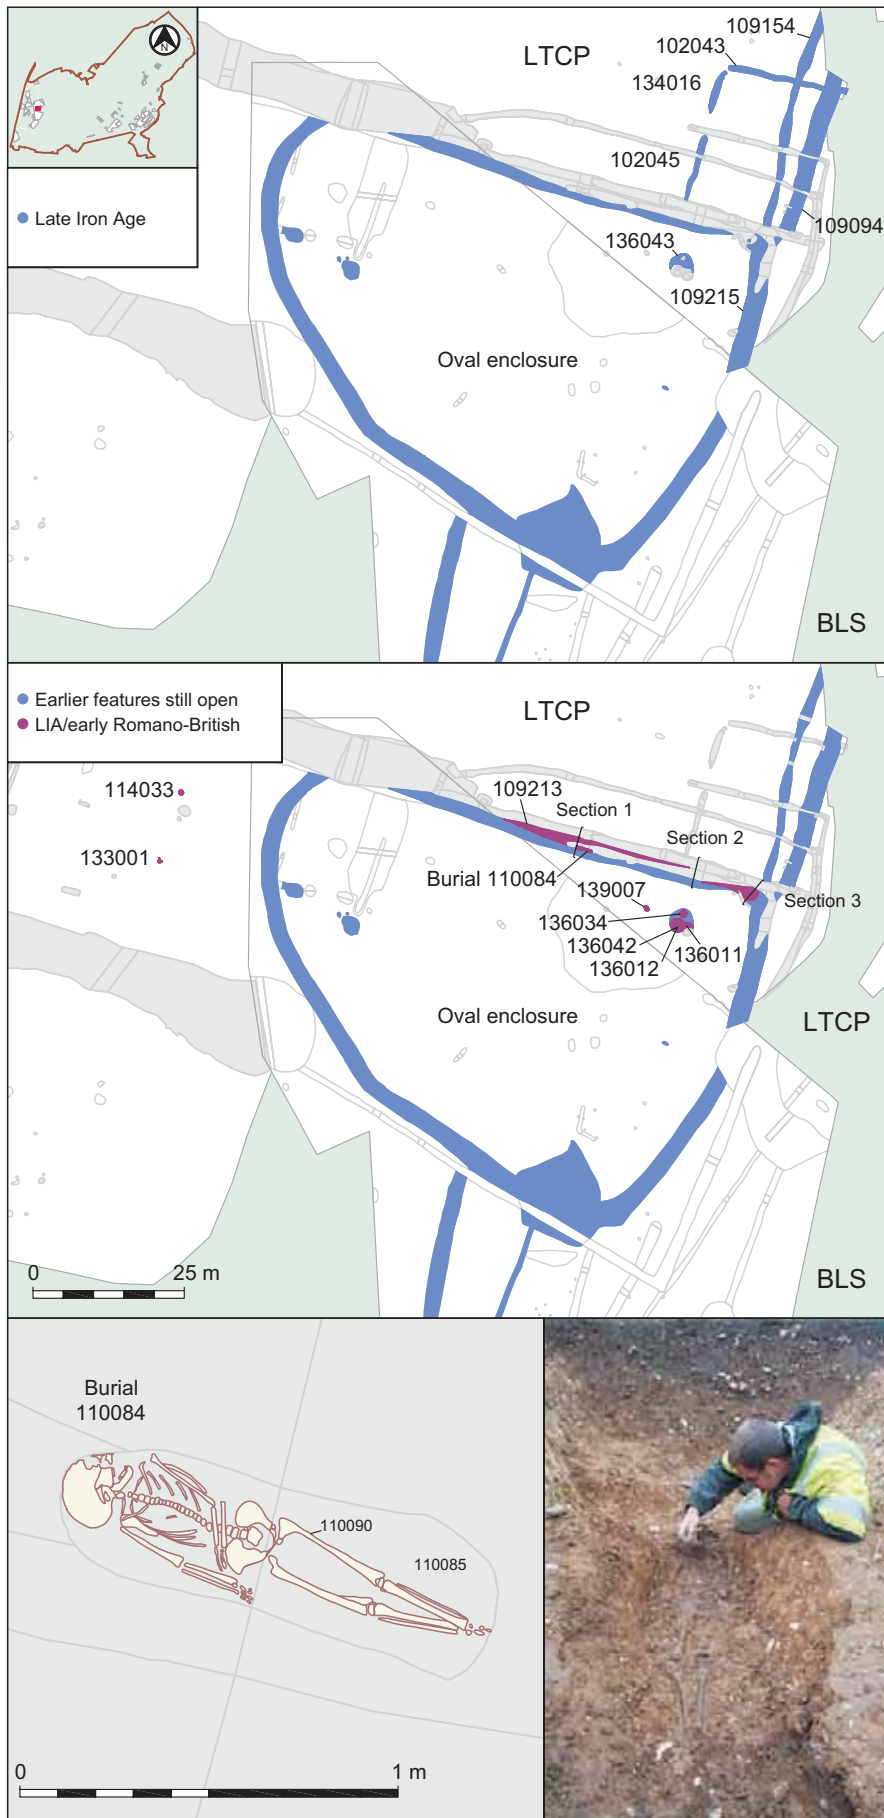 N
Late Iron Age
LTCP
109154
102043
134016
102045
109094
136043
109215
Oval enclosure
BLS
Earlier features still open
LIA/early Romano-British
LTCP
114033
109213
Section 1
Section 2
133001
Burial 110084
139007
Section 3
136034
136042
136011
136012
Oval enclosure
LTCP
0 25 m
BLS
Burial
110084
110090
110085
0 1 m